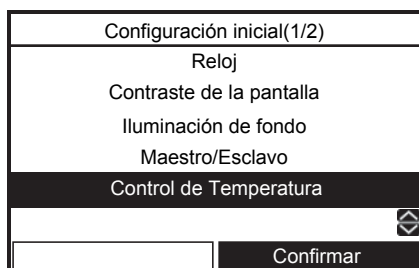 Configuración inicial(1/2)
Reloj
Contraste de la pantalla
Iluminación de fondo
Maestro/Esclavo
Control de Temperatura
Confirmar